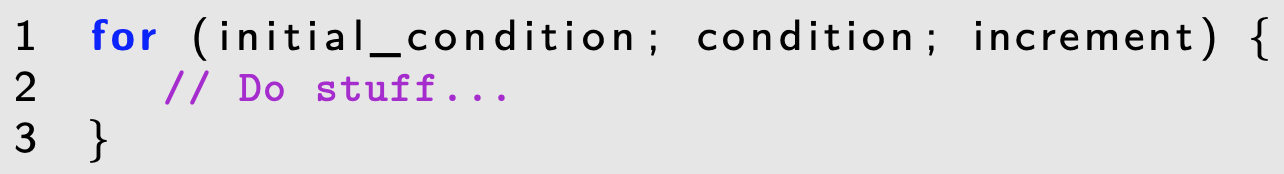 1 for (initial_condition; condition; increment) {
2 // Do stuff...
3 }